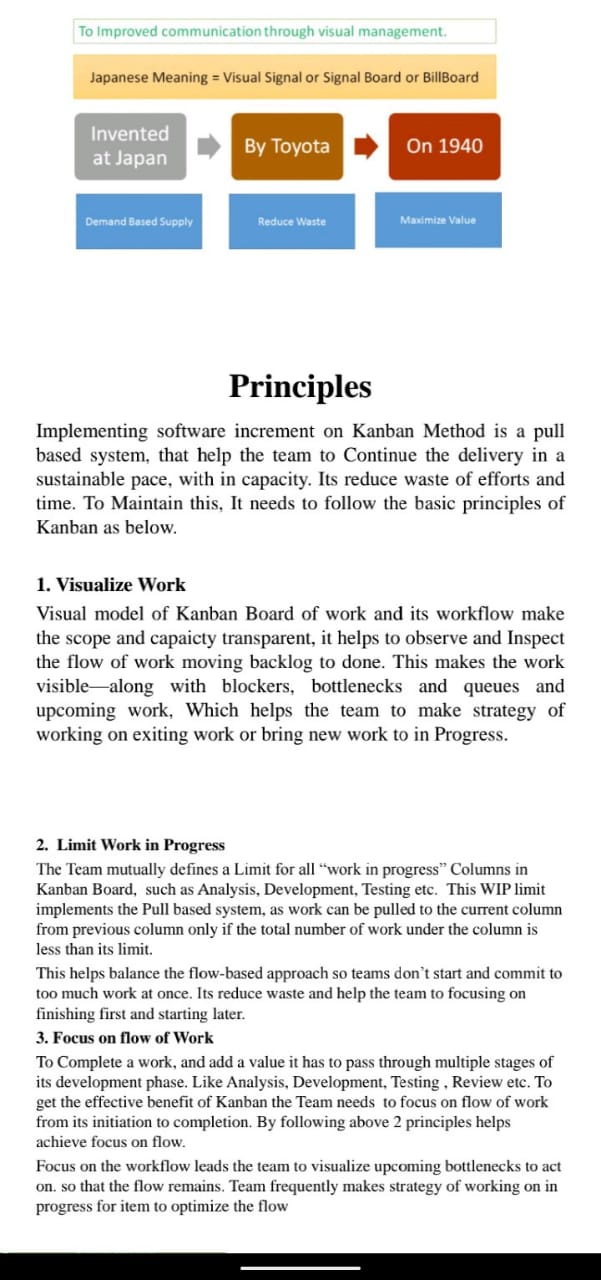 To Improved communication through visual management.
Japanese Meaning = Visual Signal or Signal Board or BillBoard
Invented
at Japan
By Toyota
On 1940
Demand Based Supply
Reduce Waste
Maximize Value
Principles
Implementing software increment on Kanban Method is a pull
based system, that help the team to Continue the delivery in a
sustainable pace, with in capacity. Its reduce waste of efforts and
time. To Maintain this, It needs to follow the basic principles of
Kanban as below.
1. Visualize Work
Visual model of Kanban Board of work and its workflow make
the scope and capaicty transparent, it helps to observe and Inspect
the flow of work moving backlog to done. This makes the work
visible—along with blockers, bottlenecks and queues and
upcoming work, Which helps the team to make strategy of
working on exiting work or bring new work to in Progress.
2. Limit Work in Progress
The Team mutually defines a Limit for all “work in progress” Columns in
Kanban Board, such as Analysis, Development, Testing etc. This WIP limit
implements the Pull based system, as work can be pulled to the current column
from previous column only if the total number of work under the column is
less than its limit.
This helps balance the flow-based approach so teams don’t start and commit to
too much work at once. Its reduce waste and help the team to focusing on
finishing first and starting later.
3. Focus on flow of Work
To Complete a work, and add a value it has to pass through multiple stages of
its development phase. Like Analysis, Development, Testing , Review etc. To
get the effective benefit of Kanban the Team needs to focus on flow of work
from its initiation to completion. By following above 2 principles helps
achieve focus on flow.
Focus on the workflow leads the team to visualize upcoming bottlenecks to act
on. so that the flow remains. Team frequently makes strategy of working on in
progress for item to optimize the flow